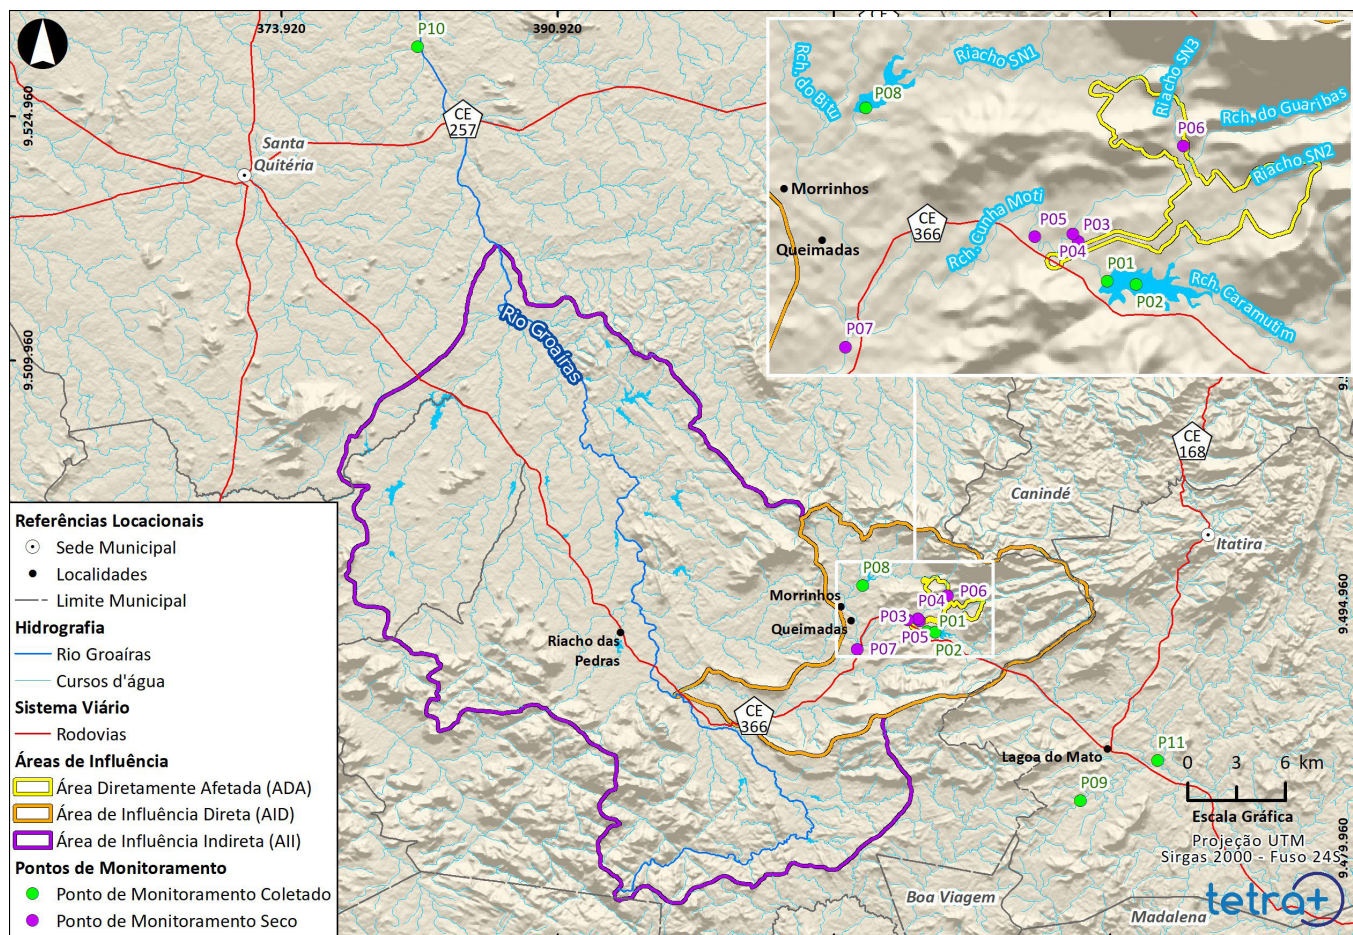 373.920
390.920
P10
9.524.960
CE
257
Santa
Quitéria
9.509.960
Rio Groaíras
CE
Rch. do Bitu
P08
Riacho SN1
Riacho SN3
Rch. do Guaribas
P06
Riacho SN2
Morrinhos
Queimadas
CE
366
Rch. Cunha Moti
P05
P03
P04
P01
P02
Rch. Caramutim
P07
CE
168
Canindé
Itatira
9.494.960
P08
Morrinhos
Queimadas
P06
P04
P03
P01
P05
P02
P07
Riacho das
Pedras
CE
366
Lagoa do Mato
P11
P09
Boa Viagem
Madalena
9.479.960
0 3 6 km
Escala Gráfica
Projeção UTM
Sirgas 2000 - Fuso 24S
tetra+
Referências Locacionais
Sede Municipal
Localidades
Limite Municipal
Hidrografia
Rio Groaíras
Cursos d'água
Sistema Viário
Rodovias
Áreas de Influência
Área Diretamente Afetada (ADA)
Área de Influência Direta (AID)
Área de Influência Indireta (AII)
Pontos de Monitoramento
Ponto de Monitoramento Coletado
Ponto de Monitoramento Seco